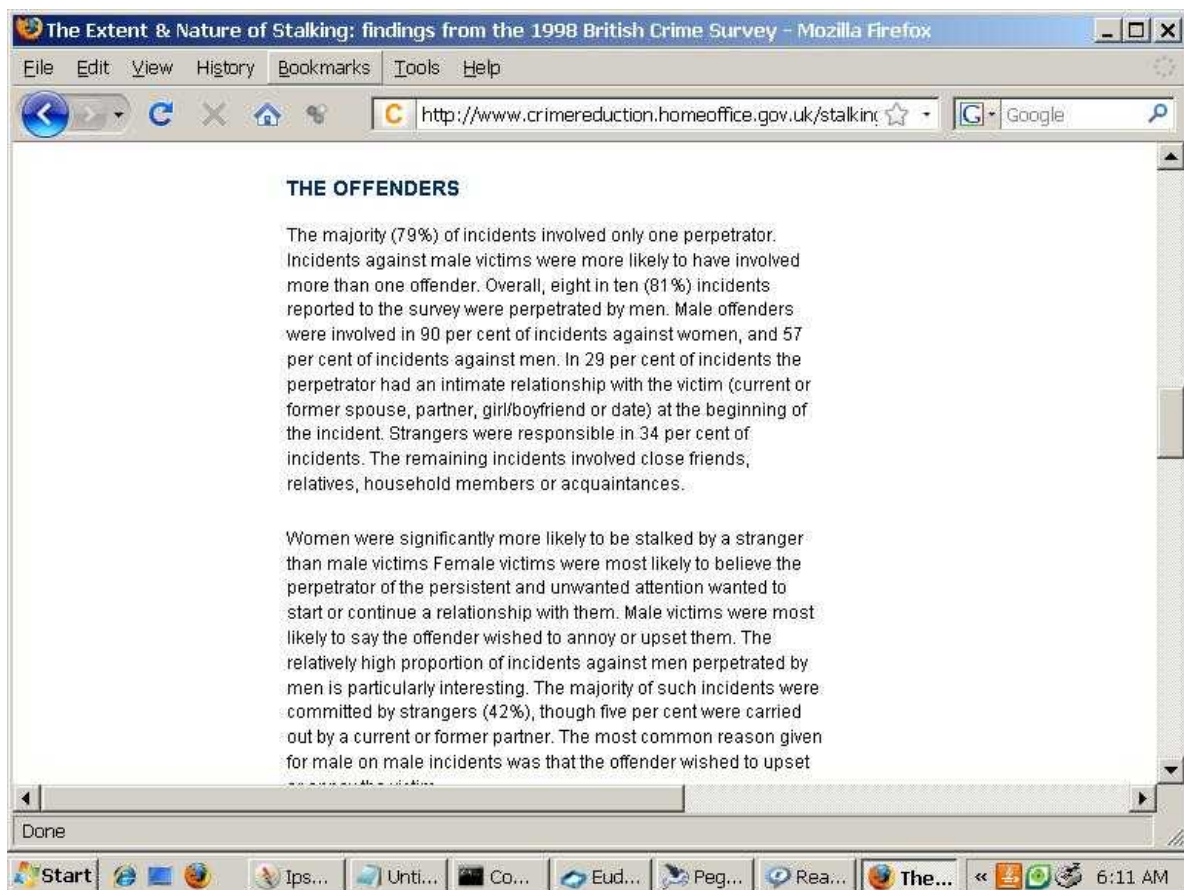 The Extent & Nature of Stalking: findings from the 1998 British Crime Survey - Mozilla Firefox
File Edit View History Bookmarks Tools Help
http://www.crimereduction.homeoffice.gov.uk/stalkin
Google
THE OFFENDERS
The majority (79%) of incidents involved only one perpetrator.
Incidents against male victims were more likely to have involved
more than one offender. Overall, eight in ten (81%) incidents
reported to the survey were perpetrated by men. Male offenders
were involved in 90 per cent of incidents against women, and 57
per cent of incidents against men. In 29 per cent of incidents the
perpetrator had an intimate relationship with the victim (current or
former spouse, partner, girl/boyfriend or date) at the beginning of
the incident. Strangers were responsible in 34 per cent of
incidents. The remaining incidents involved close friends,
relatives, household members or acquaintances.
Women were significantly more likely to be stalked by a stranger
than male victims Female victims were most likely to believe the
perpetrator of the persistent and unwanted attention wanted to
start or continue a relationship with them. Male victims were most
likely to say the offender wished to annoy or upset them. The
relatively high proportion of incidents against men perpetrated by
men is particularly interesting. The majority of such incidents were
committed by strangers (42%), though five per cent were carried
out by a current or former partner. The most common reason given
for male on male incidents was that the offender wished to upset
Done
Start Ips... Unti... Co... Eud... Peg... Rea... The... « 6:11 AM